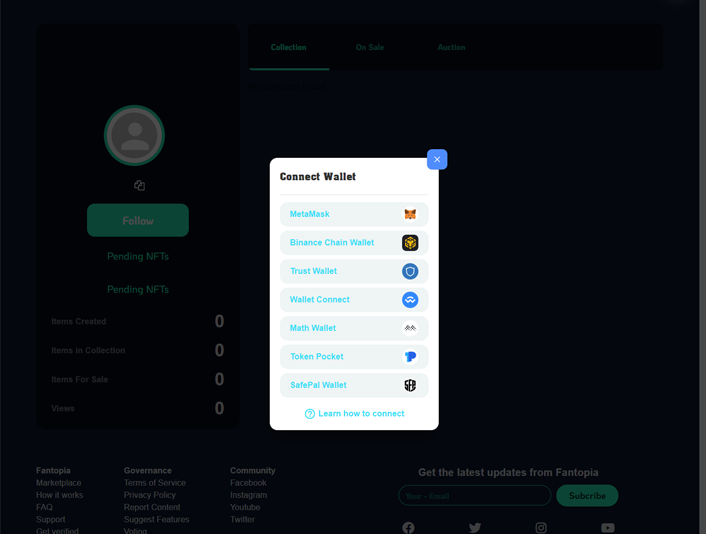 Collection
On Sale
Auction
Follow
Pending NFTs
Pending NFTs
Items Created 0
Items in Collection 0
Items For Sale 0
Views 0
Connect Wallet
MetaMask
Binance Chain Wallet
Trust Wallet
Wallet Connect
Math Wallet
Token Pocket
SafePal Wallet
Learn how to connect
Fantopia
Marketplace
How it works
FAQ
Support
Get verified
Governance
Terms of Service
Privacy Policy
Report Content
Suggest Features
Voting
Community
Facebook
Instagram
Youtube
Twitter
Get the latest updates from Fantopia
Your - Email
Subcribe